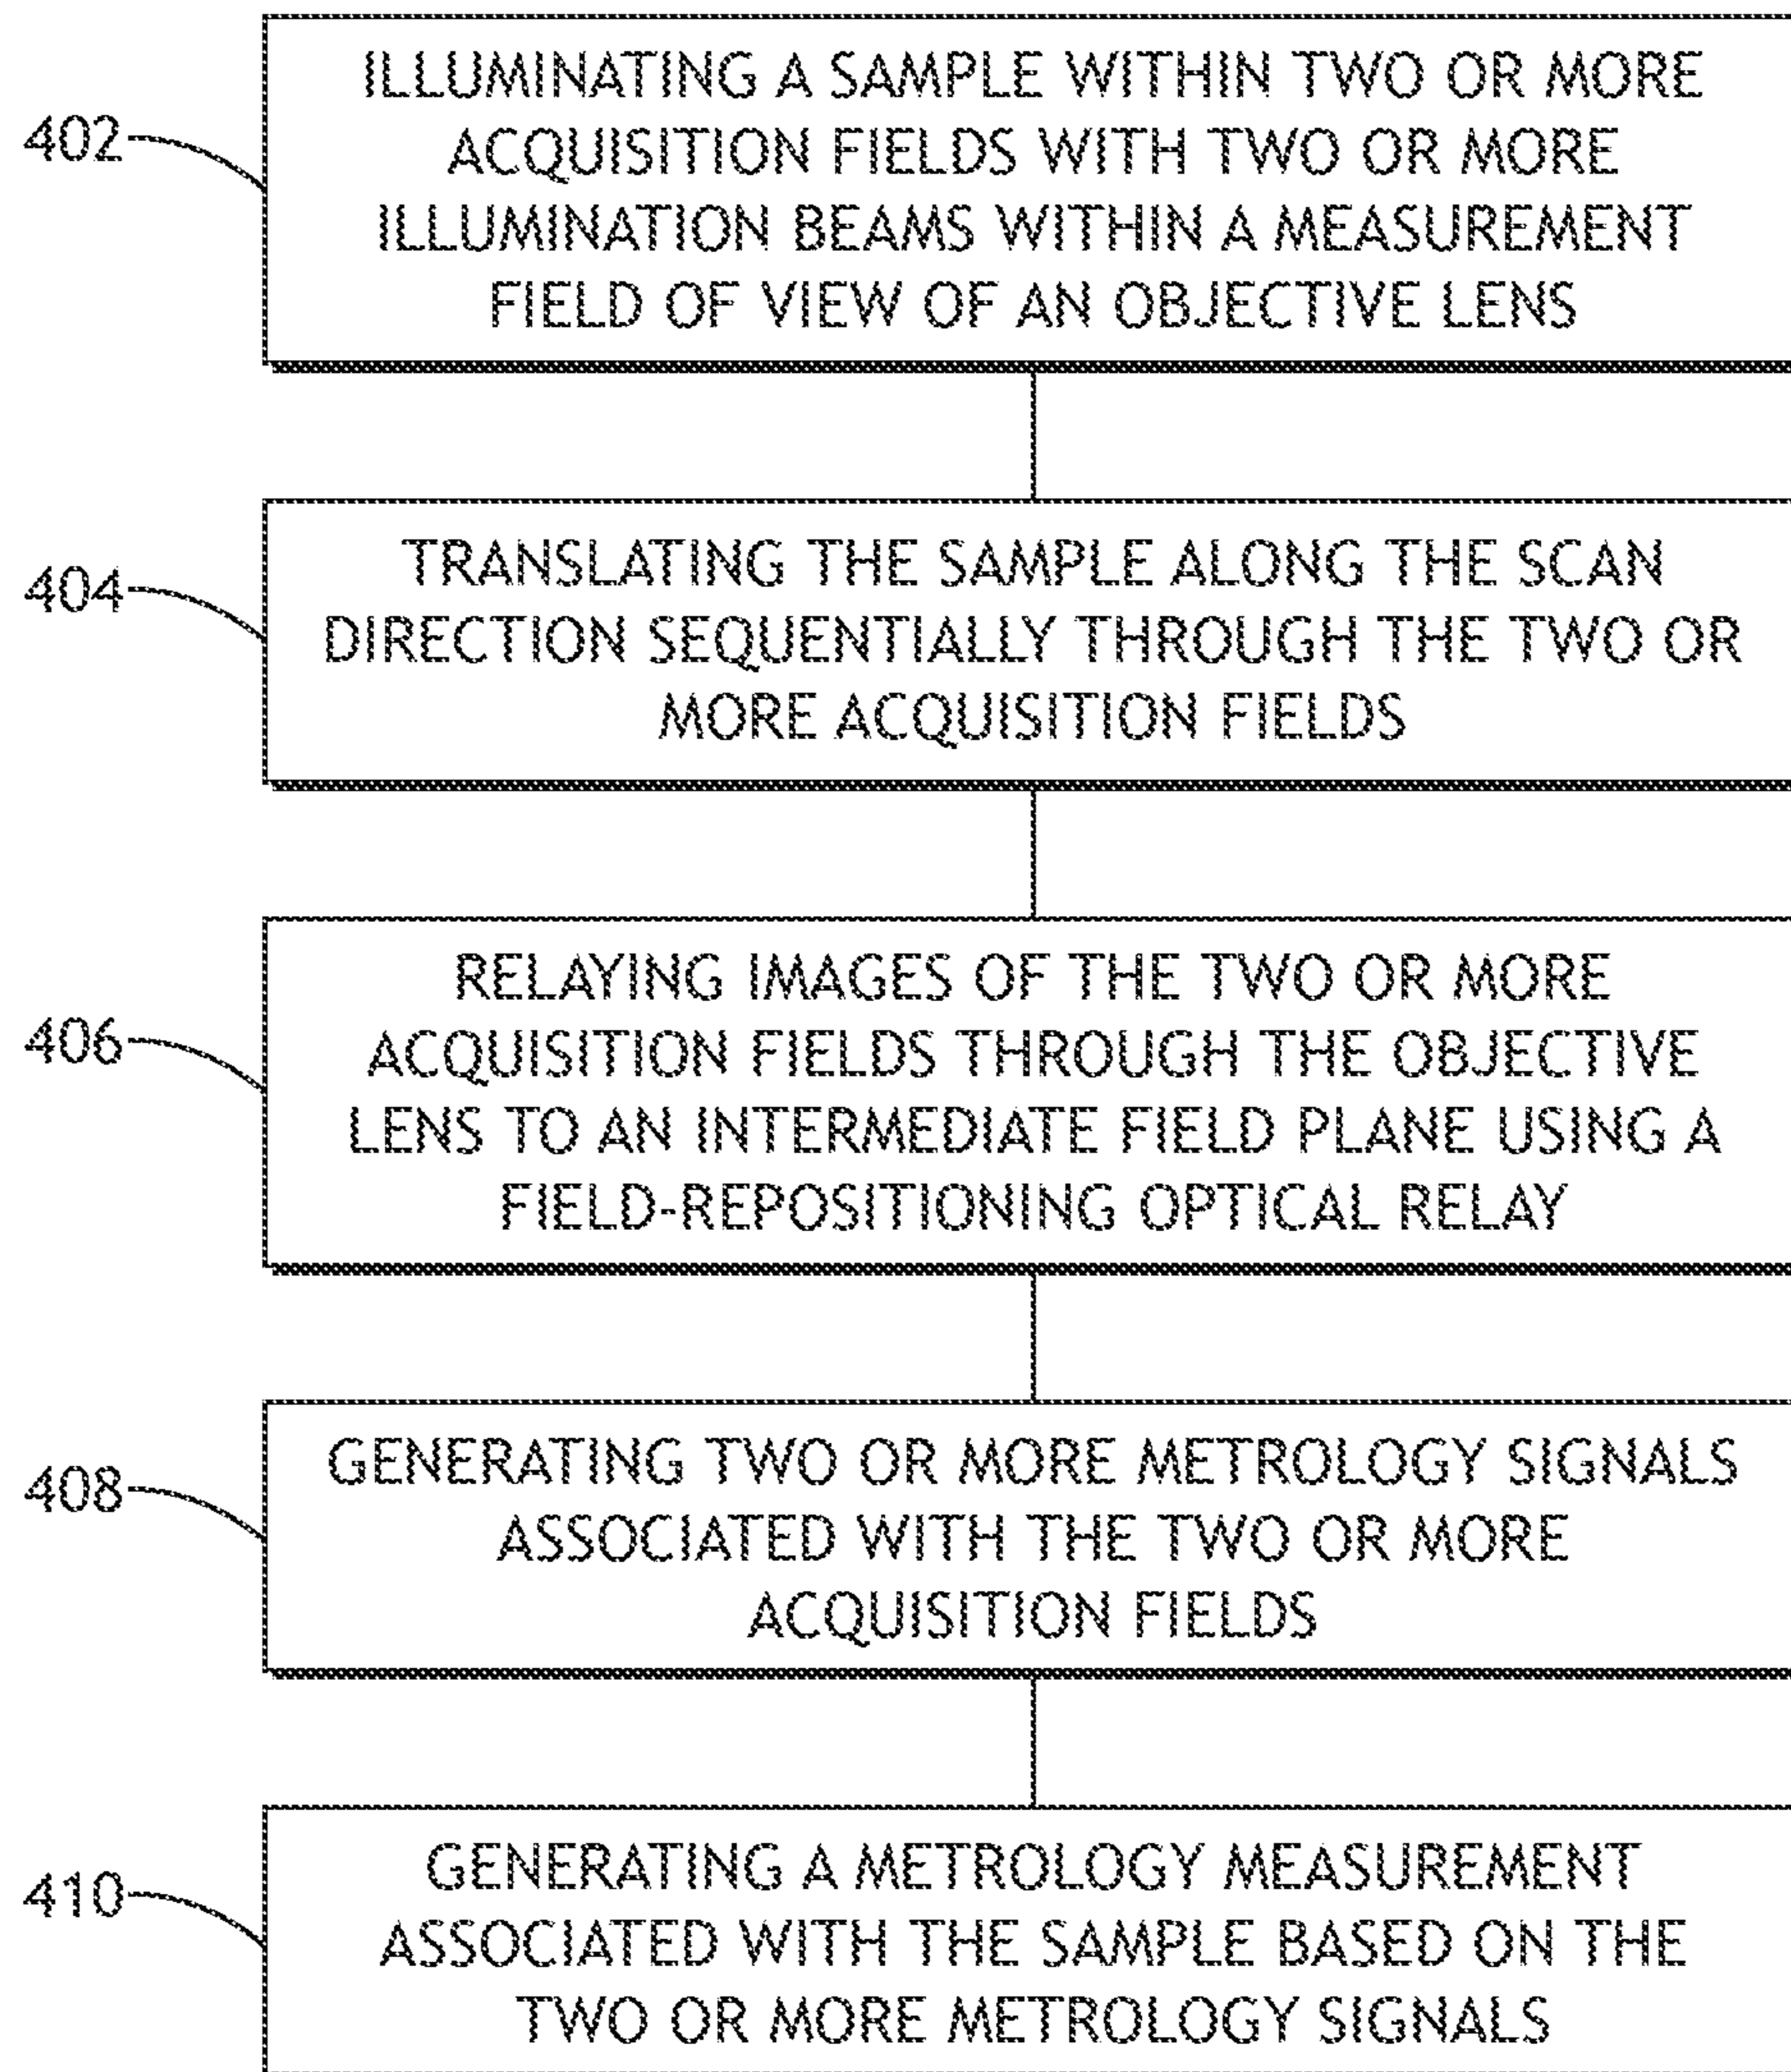 402
ILLUMINATING A SAMPLE WITHIN TWO OR MORE
ACQUISITION FIELDS WITH TWO OR MORE
ILLUMINATION BEAMS WITHIN A MEASUREMENT
FIELD OF VIEW OF AN OBJECTIVE LENS
404
TRANSLATING THE SAMPLE ALONG THE SCAN
DIRECTION SEQUENTIALLY THROUGH THE TWO OR
MORE ACQUISITION FIELDS
406
RELAYING IMAGES OF THE TWO OR MORE
ACQUISITION FIELDS THROUGH THE OBJECTIVE
LENS TO AN INTERMEDIATE FIELD PLANE USING A
FIELD-REPOSITIONING OPTICAL RELAY
408
GENERATING TWO OR MORE METROLOGY SIGNALS
ASSOCIATED WITH THE TWO OR MORE
ACQUISITION FIELDS
410
GENERATING A METROLOGY MEASUREMENT
ASSOCIATED WITH THE SAMPLE BASED ON THE
TWO OR MORE METROLOGY SIGNALS